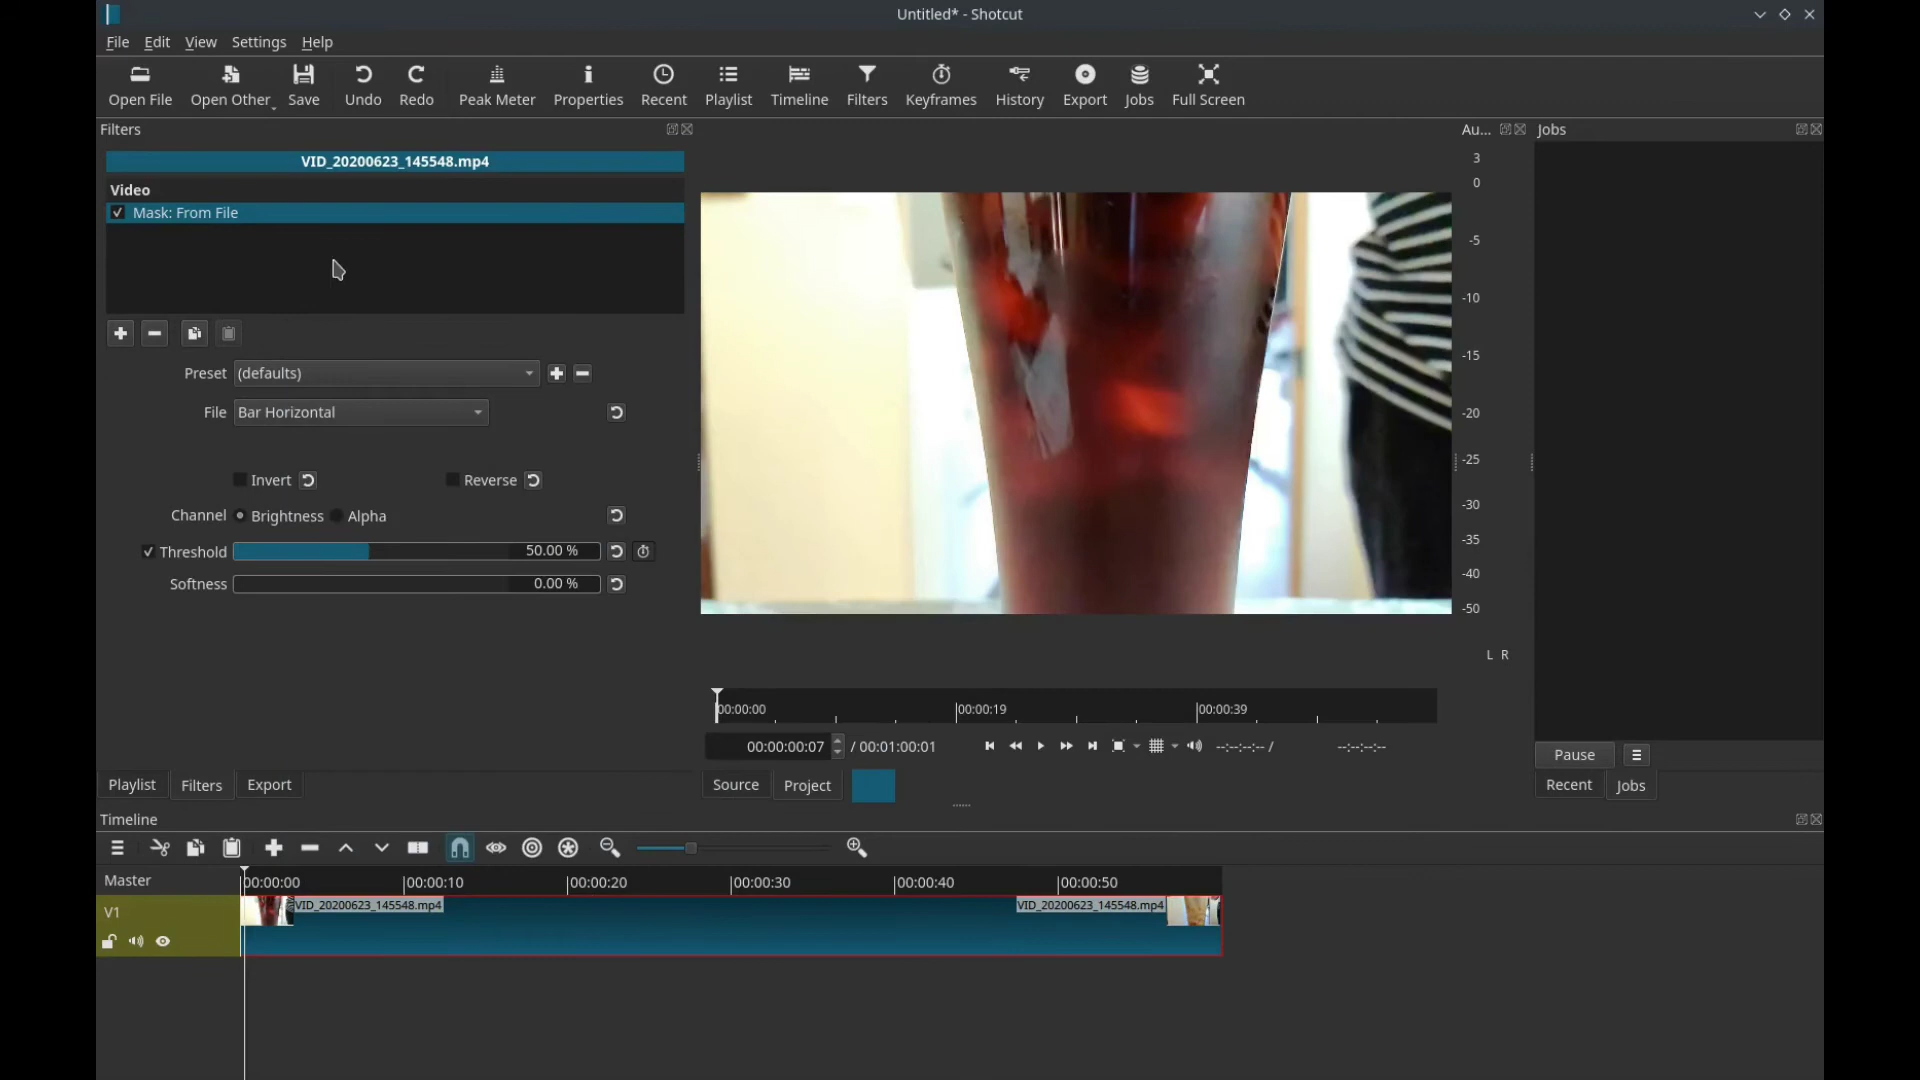 Untitled* - Shotcut
File Edit View Settings Help
Open File Open Other Save Undo Redo Peak Meter Properties Recent Playlist Timeline Filters Keyframes History Export Jobs Full Screen
Filters
VID_20200623_145548.mp4
Video
Mask: From File
Preset (defaults)
File Bar Horizontal
Invert Reverse
Channel Brightness Alpha
Threshold 50.00 %
Softness 0.00 %
Playlist Filters Export
00:00:00 00:00:19 00:00:39
00:00:00:07 / 00:01:00:01 --:--:--:-- / --:--:--:--
Source Project
Au...
3
0
-5
-10
-15
-20
-25
-30
-35
-40
-50
L R
Jobs
Pause
Recent Jobs
Timeline
Master 00:00:00 00:00:10 00:00:20 00:00:30 00:00:40 00:00:50
V1 VID_20200623_145548.mp4 VID_20200623_145548.mp4